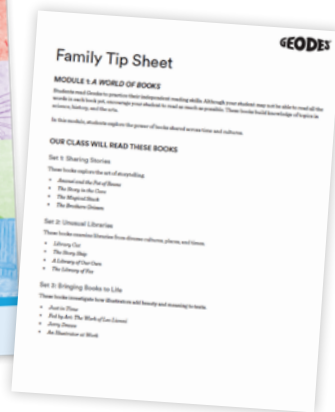 GEODES
Family Tip Sheet
MODULE 1: A WORLD OF BOOKS
Students read Geodes to practice their independent reading skills. Although your student may not be able to read all the
words in each book yet, encourage your student to read as much as possible. These books build knowledge of topics in
science, history, and the arts.
In this module, students explore the power of books shared across time and cultures.
OUR CLASS WILL READ THESE BOOKS
Set 1: Sharing Stories
These books explore the art of storytelling.
• Anansi and the Pot of Beans
• The Story in the Cave
• The Magical Book
• The Brothers Grimm
Set 2: Unusual Libraries
These books examine libraries from diverse cultures, places, and times.
• Library Cat
• The Story Ship
• A Library of Our Own
• The Library of Fez
Set 3: Bringing Books to Life
These books investigate how illustrators add beauty and meaning to texts.
• Just in Time
• Fed by Art: The Work of Leo Lionni
• Jerry Draws
• An Illustrator at Work